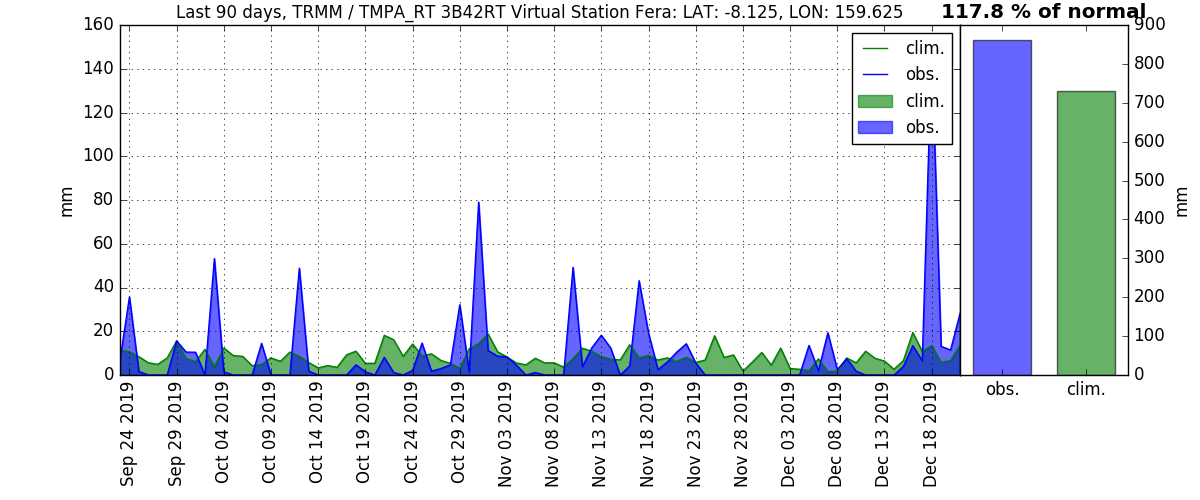 Last 90 days, TRMM / TMPA_RT 3B42RT Virtual Station Fera: LAT: -8.125, LON: 159.625
117.8 % of normal
160
140
120
100
80
60
40
20
0
mm
clim.
obs.
clim.
obs.
900
800
700
600
500
400
300
200
100
0
mm
Sep 24 2019
Sep 29 2019
Oct 04 2019
Oct 09 2019
Oct 14 2019
Oct 19 2019
Oct 24 2019
Oct 29 2019
Nov 03 2019
Nov 08 2019
Nov 13 2019
Nov 18 2019
Nov 23 2019
Nov 28 2019
Dec 03 2019
Dec 08 2019
Dec 13 2019
Dec 18 2019
obs.
clim.